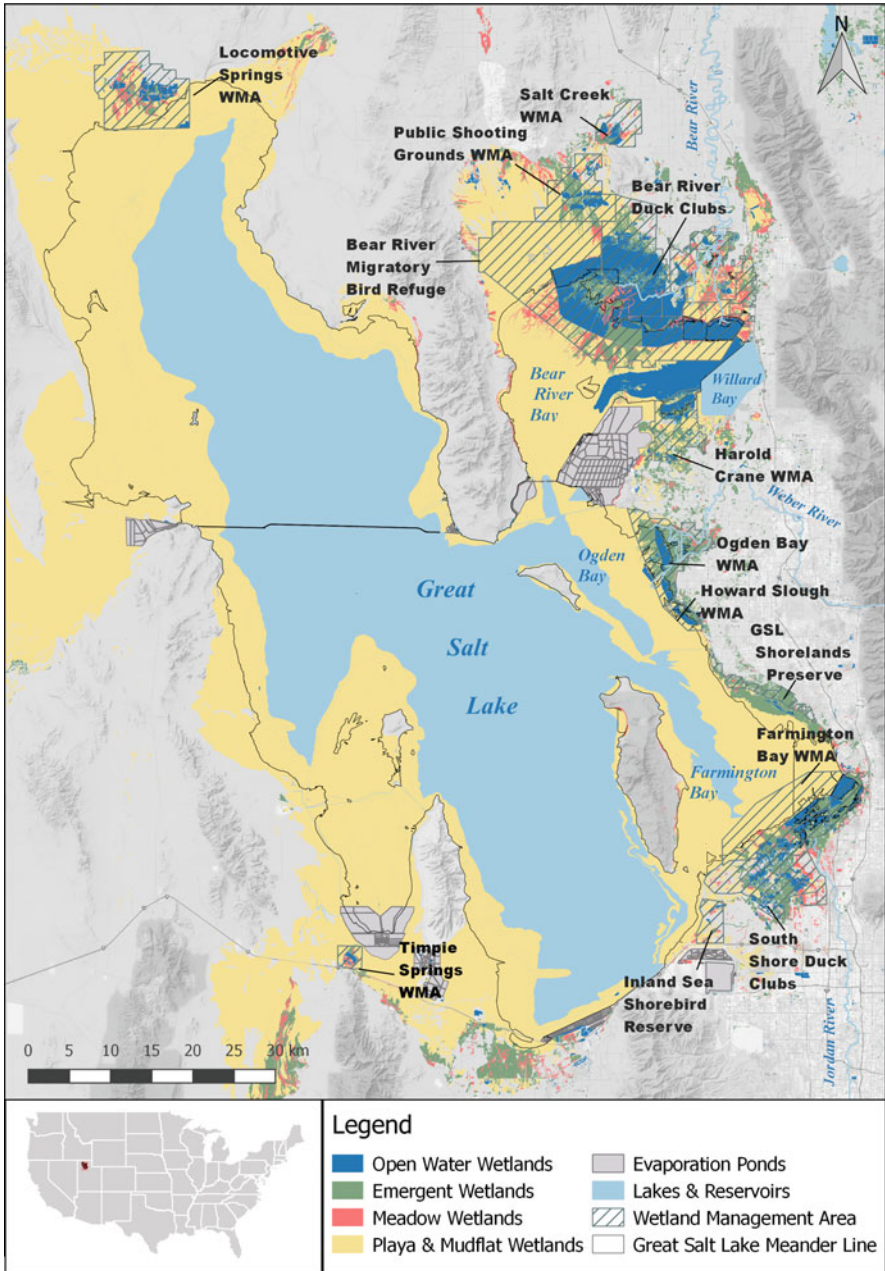 N
Locomotive
Springs
WMA
Salt Creek
WMA
Bear River
Public Shooting
Grounds WMA
Bear River
Duck Clubs
Bear River
Migratory
Bird Refuge
Bear
River
Bay
Willard
Bay
Harold
Crane WMA
Weber River
Ogden Bay
WMA
Ogden
Bay
Howard Slough
WMA
Great
Salt
Lake
GSL
Shorelands
Preserve
Farmington
Bay WMA
Farmington
Bay
South
Shore Duck
Clubs
Timpie
Springs
WMA
Inland Sea
Shorebird
Reserve
Jordan River
0 5 10 15 20 25 30 km
Legend
Open Water Wetlands
Emergent Wetlands
Meadow Wetlands
Playa & Mudflat Wetlands
Evaporation Ponds
Lakes & Reservoirs
Wetland Management Area
Great Salt Lake Meander Line